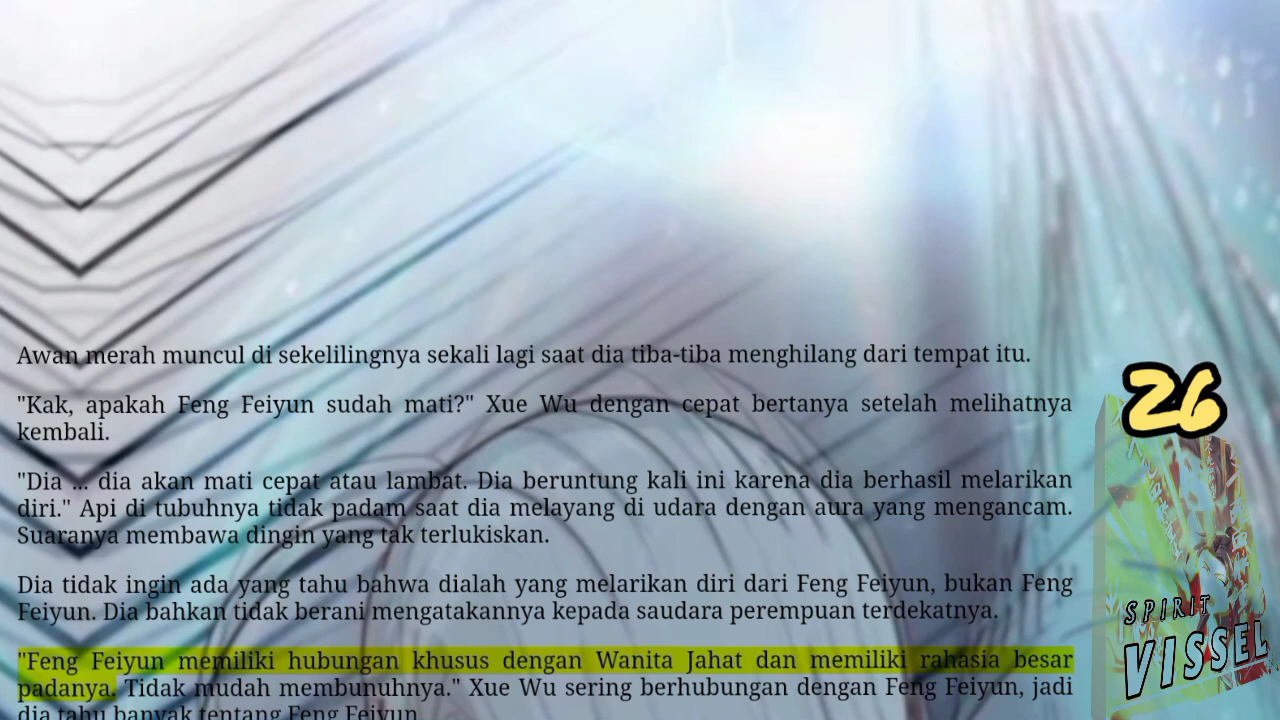 Awan merah muncul di sekelilingnya sekali lagi saat dia tiba-tiba menghilang dari tempat itu.
"Kak, apakah Feng Feiyun sudah mati?" Xue Wu dengan cepat bertanya setelah melihatnya
kembali.
"Dia ... dia akan mati cepat atau lambat. Dia beruntung kali ini karena dia berhasil melarikan
diri." Api di tubuhnya tidak padam saat dia melayang di udara dengan aura yang mengancam.
Suaranya membawa dingin yang tak terlukiskan.
Dia tidak ingin ada yang tahu bahwa dialah yang melarikan diri dari Feng Feiyun, bukan Feng
Feiyun. Dia bahkan tidak berani mengatakannya kepada saudara perempuan terdekatnya.
"Feng Feiyun memiliki hubungan khusus dengan Wanita Jahat dan memiliki rahasia besar
padanya. Tidak mudah membunuhnya." Xue Wu sering berhubungan dengan Feng Feiyun, jadi
dia tahu banyak tentang Feng Feiyun
26
SPIRIT
VISSEL